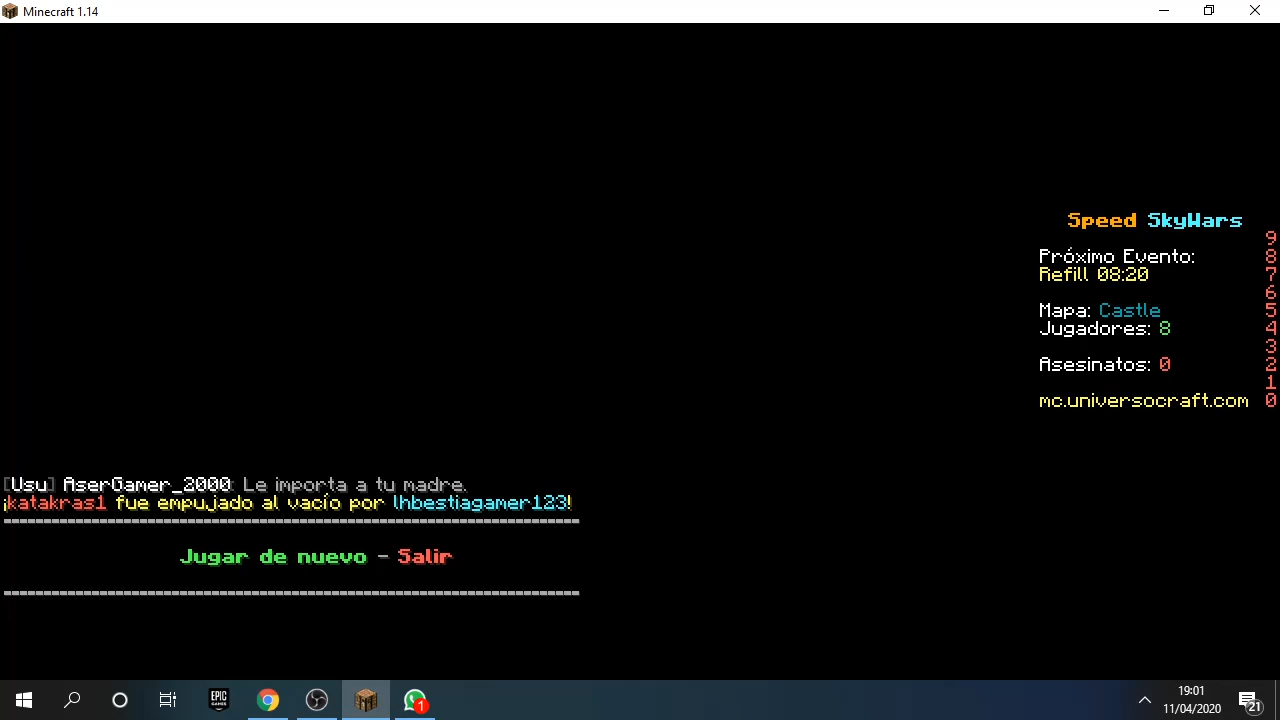 Minecraft 1.14
Speed SkyWars
9
Próximo Evento: 8
Refill 08:20 7
6
Mapa: Castle 5
Jugadores: 8 4
3
Asesinatos: 0 2
1
mc.universocraft.com 0
[Usu] AserGamer_2000: Le importa a tu madre.
¡katakras1 fue empujado al vacío por lhbestiagamer123!
Jugar de nuevo - Salir
EPIC GAMES
1
19:01
11/04/2020
21